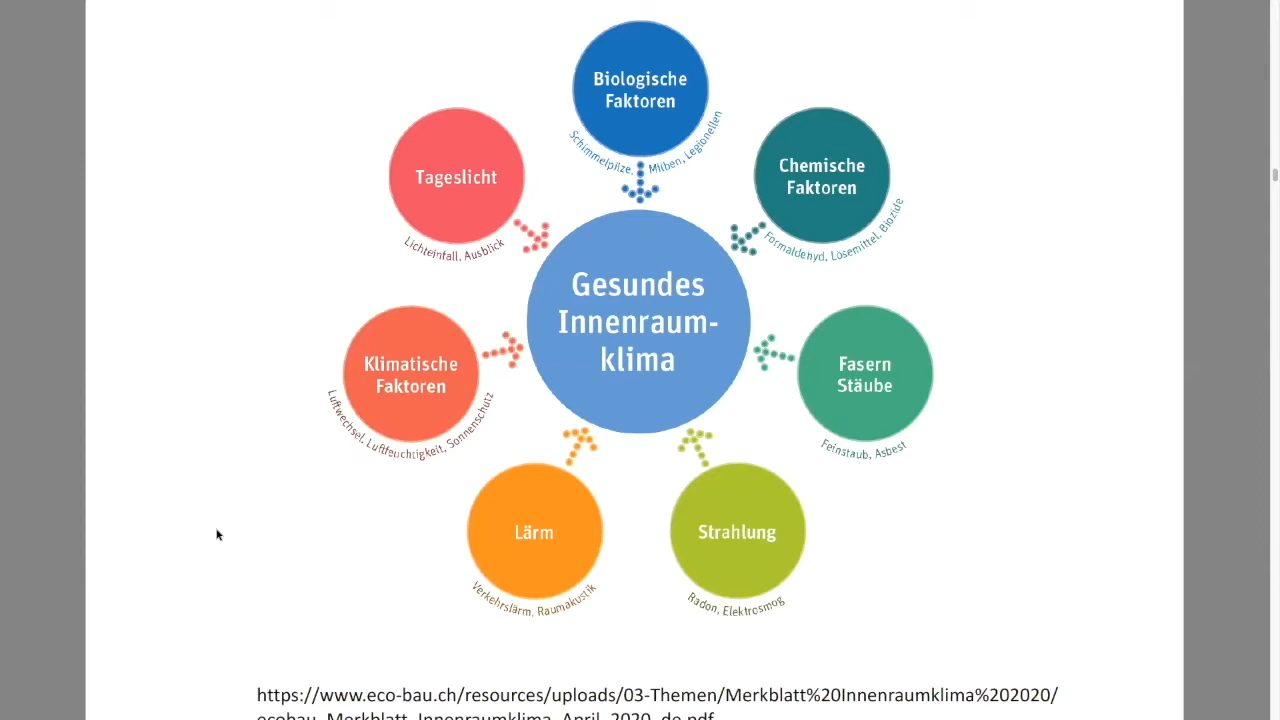 Biologische
Faktoren
Schimmelpilze, Milben, Legionellen
Chemische
Faktoren
Formaldehyd, Lösemittel, Biozide
Tageslicht
Lichteinfall, Ausblick
Gesundes
Innenraum-
klima
Klimatische
Faktoren
Luftwechsel, Luftfeuchtigkeit, Sonnenschutz
Fasern
Stäube
Feinstaub, Asbest
Lärm
Verkehrslärm, Raumakustik
Strahlung
Radon, Elektrosmog
https://www.eco-bau.ch/resources/uploads/03-Themen/Merkblatt%20Innenraumklima%202020/
ecobau_Merkblatt_Innenraumklima_April_2020_de.pdf